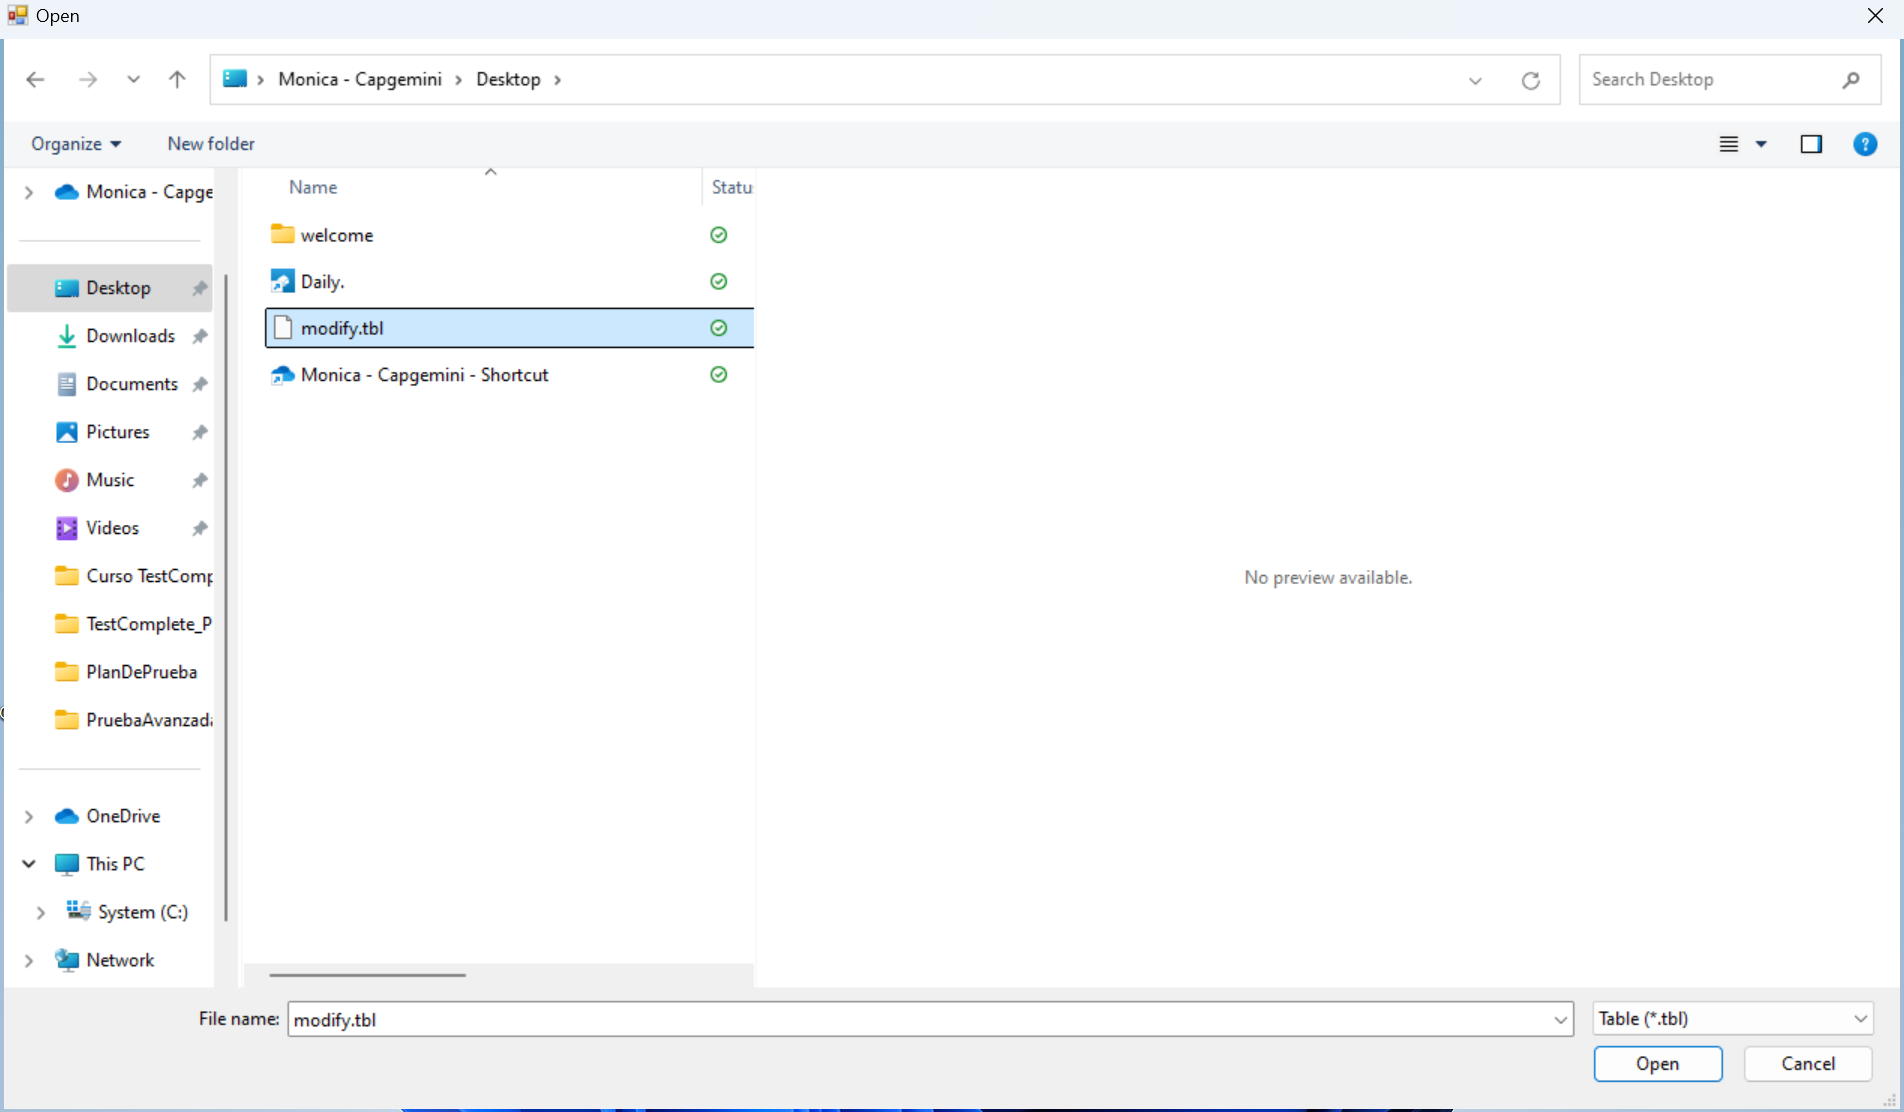 Open
Monica - Capgemini > Desktop >
Search Desktop
Organize
New folder
Monica - Capge
Name
Statu
welcome
Daily.
Desktop
modify.tbl
Downloads
Monica - Capgemini - Shortcut
Documents
Pictures
Music
Videos
Curso TestComp
No preview available.
TestComplete_P
PlanDePrueba
PruebaAvanzada
OneDrive
This PC
System (C:)
Network
File name:
modify.tbl
Table (*.tbl)
Open
Cancel